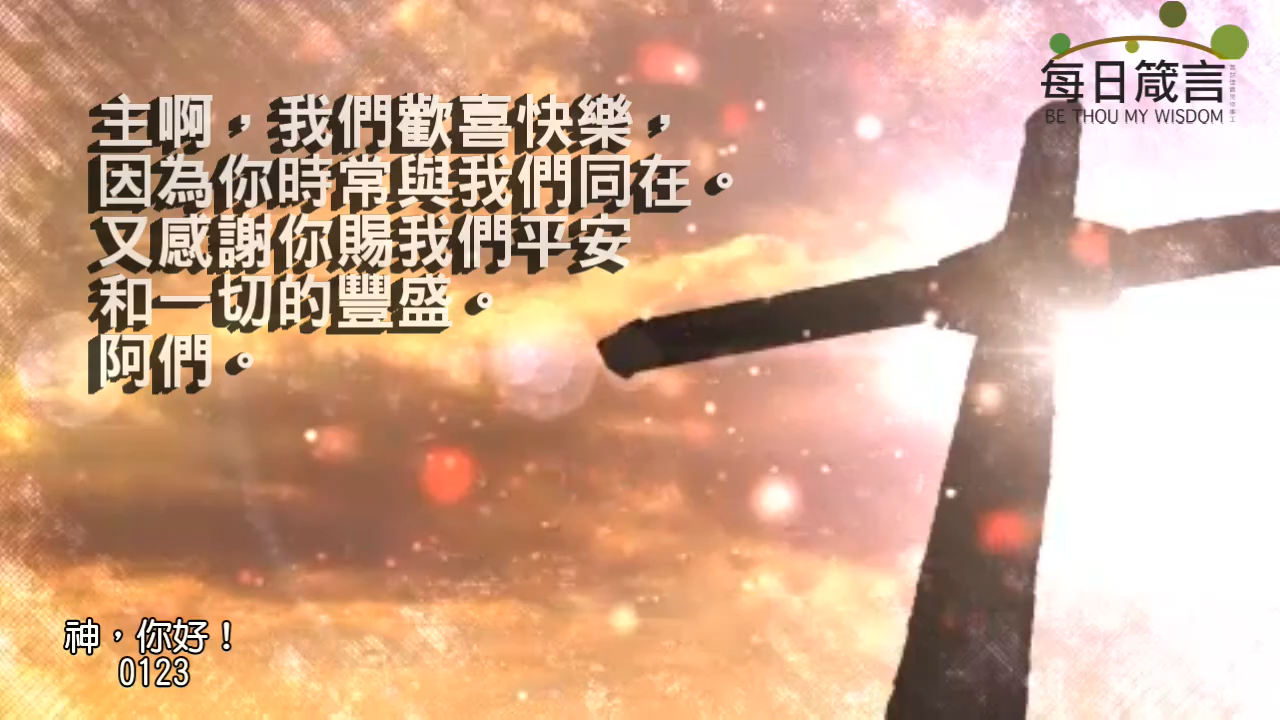 每日箴言
BE THOU MY WISDOM
主啊，我們歡喜快樂，
因為你時常與我們同在。
又感謝你賜我們平安
和一切的豐盛。
阿們。
神，你好！
0123